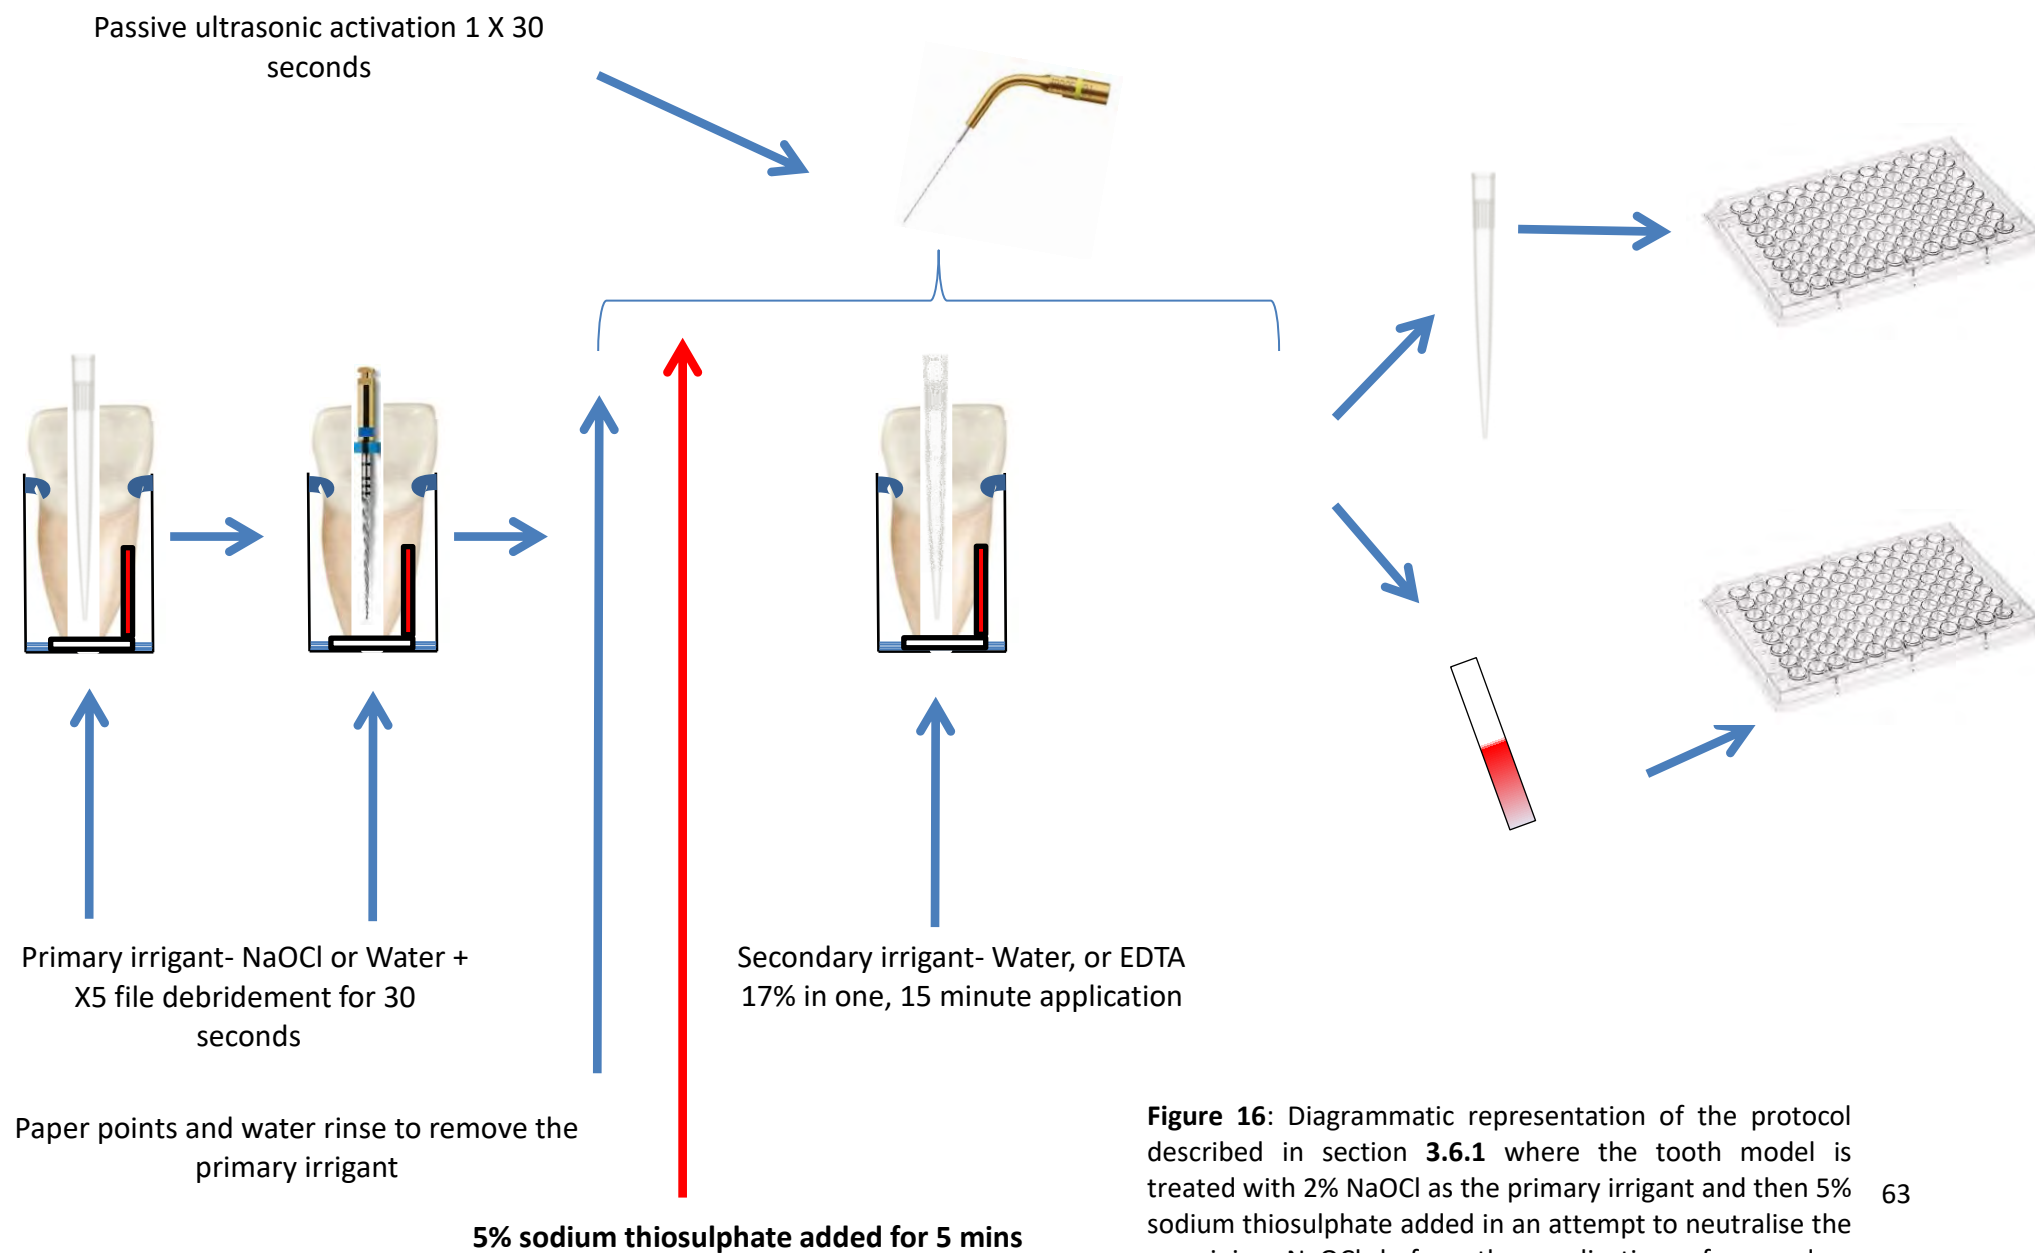 Passive ultrasonic activation 1 X 30
seconds
Primary irrigant- NaOCl or Water +
X5 file debridement for 30
seconds
Secondary irrigant- Water, or EDTA
17% in one, 15 minute application
Paper points and water rinse to remove the
primary irrigant
5% sodium thiosulphate added for 5 mins
Figure 16: Diagrammatic representation of the protocol
described in section 3.6.1 where the tooth model is
treated with 2% NaOCl as the primary irrigant and then 5%
sodium thiosulphate added in an attempt to neutralise the
63